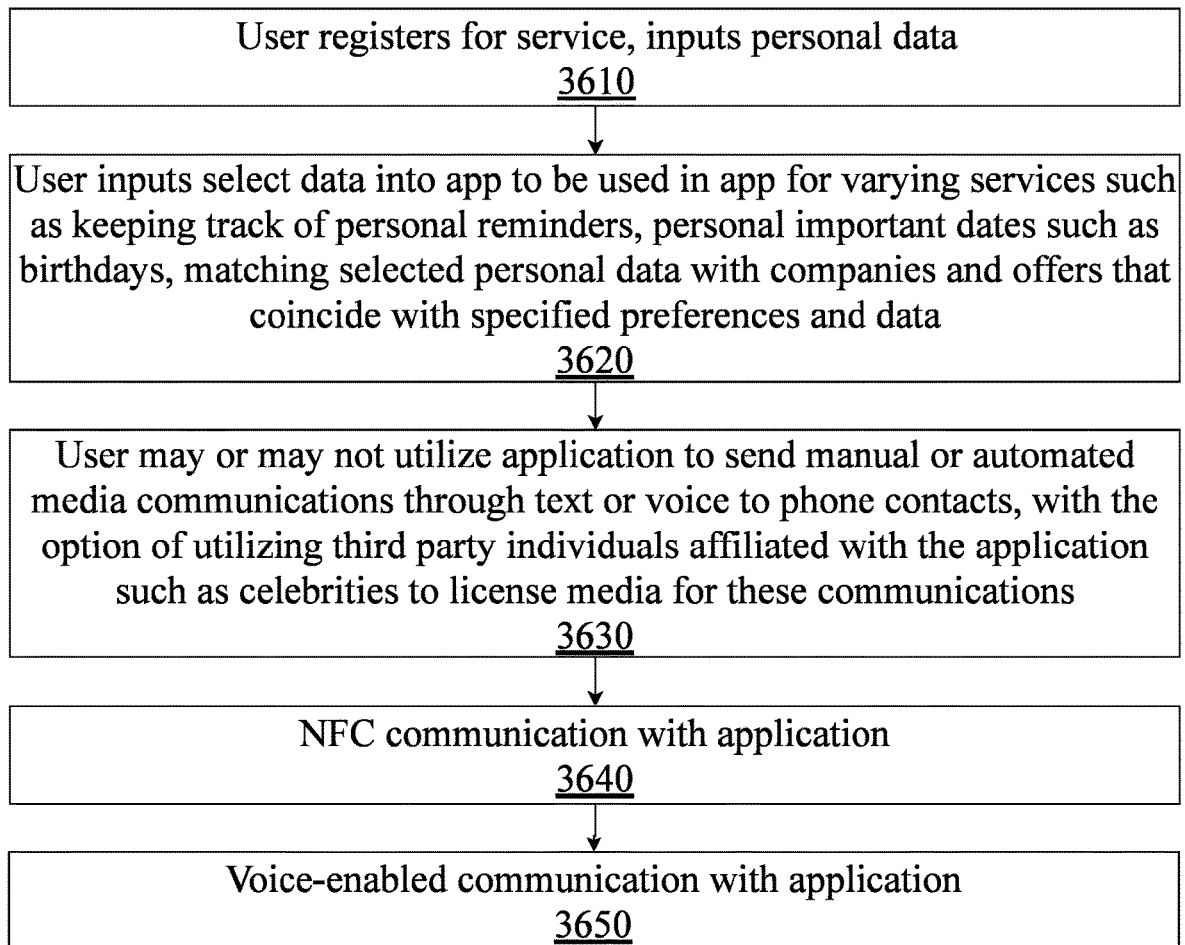 User registers for service, inputs personal data
3610
User inputs select data into app to be used in app for varying services such
as keeping track of personal reminders, personal important dates such as
birthdays, matching selected personal data with companies and offers that
coincide with specified preferences and data
3620
User may or may not utilize application to send manual or automated
media communications through text or voice to phone contacts, with the
option of utilizing third party individuals affiliated with the application
such as celebrities to license media for these communications
3630
NFC communication with application
3640
Voice-enabled communication with application
3650